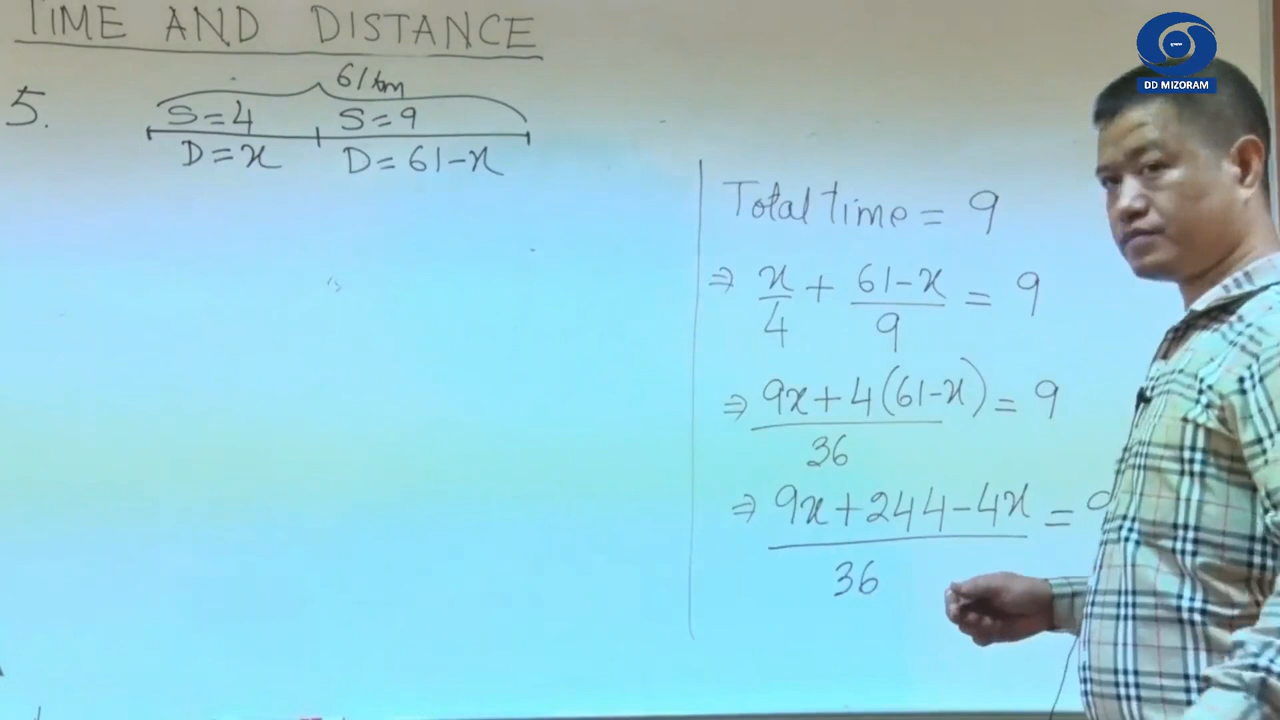 TIME AND DISTANCE
5.
61 km
S=4 S=9
D=x D=61-x
Total time = 9
⇒ x/4 + (61-x)/9 = 9
⇒ (9x+4(61-x))/36 = 9
⇒ (9x+244-4x)/36 = 9
DD MIZORAM